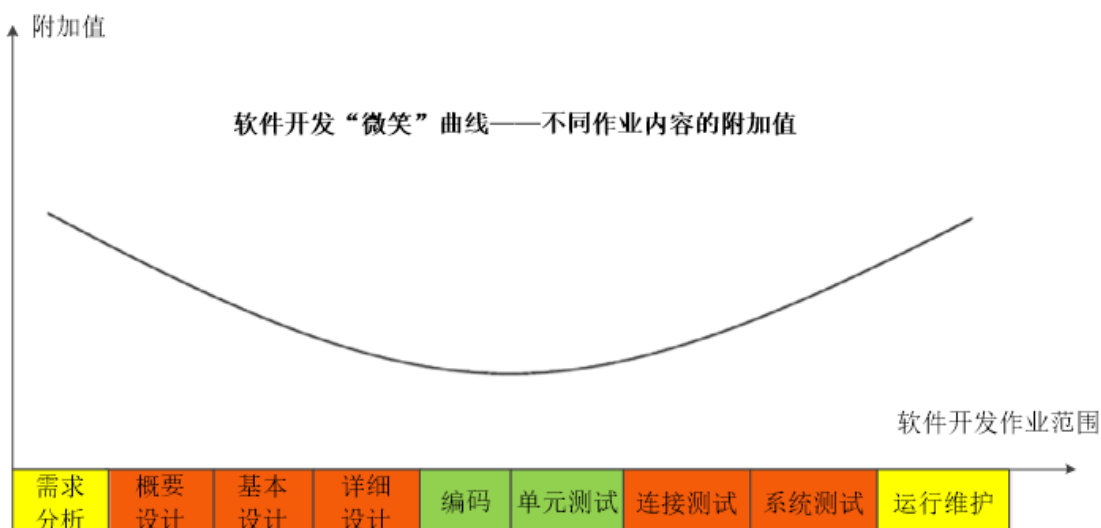 附加值
软件开发“微笑”曲线——不同作业内容的附加值
软件开发作业范围
需求
分析
概要
设计
基本
设计
详细
设计
编码
单元测试
连接测试
系统测试
运行维护